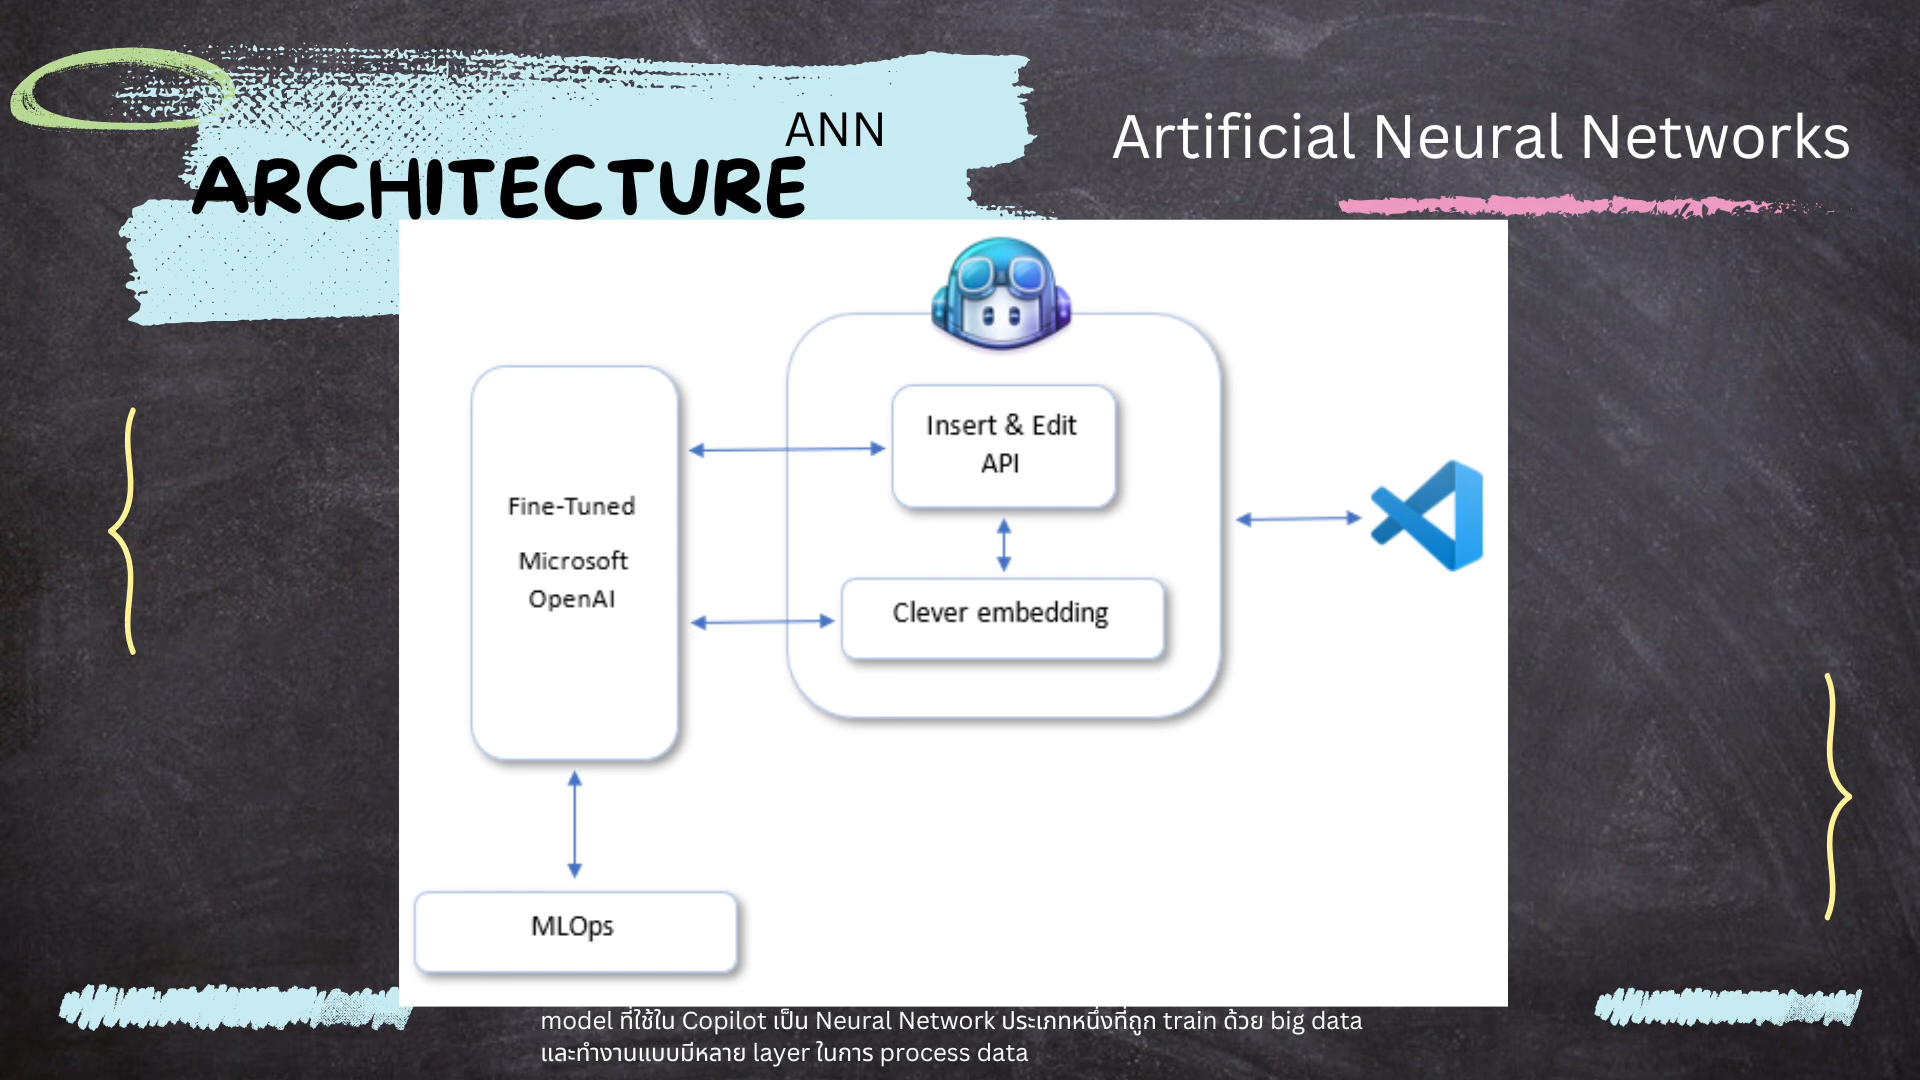 ANN
ARCHITECTURE
Artificial Neural Networks
Insert & Edit
API
Fine-Tuned
Microsoft
OpenAI
Clever embedding
MLOps
model ที่ใช้ใน Copilot เป็น Neural Network ประเภทหนึ่งที่ถูก train ด้วย big data
และทำงานแบบมีหลาย layer ในการ process data